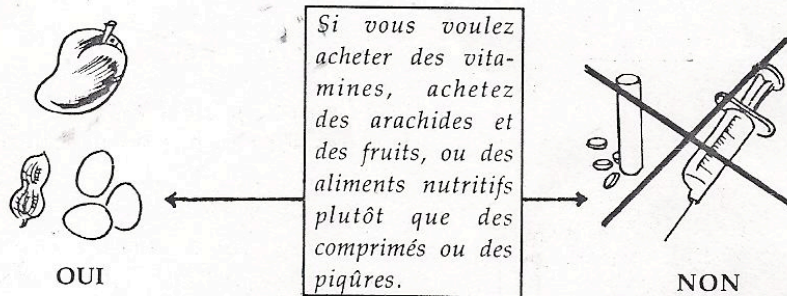 Si vous voulez
acheter des vita-
mines, achetez
des arachides et
des fruits, ou des
aliments nutritifs
plutôt que des
comprimés ou des
piqûres.
OUI
NON